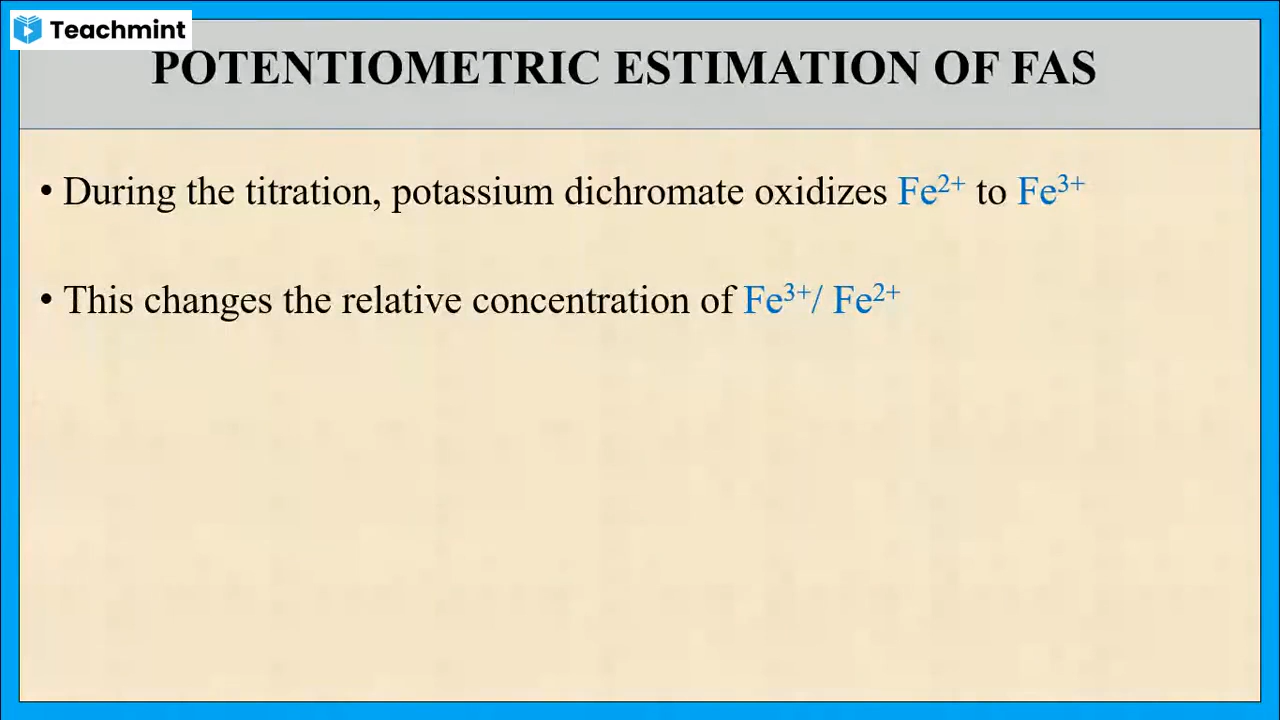 Teachmint
POTENTIOMETRIC ESTIMATION OF FAS
• During the titration, potassium dichromate oxidizes Fe²⁺ to Fe³⁺
• This changes the relative concentration of Fe³⁺/ Fe²⁺